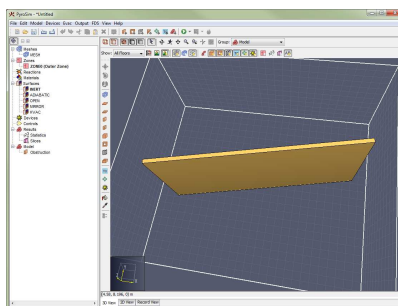 PyroSim - *Untitled
File Edit Model Devices Evac Output FDS View Help
Group: Model
Show: All Floors
Meshes
MESH
Zones
ZONE0 (Outer Zone)
Reactions
Materials
Surfaces
INERT
ADIABATIC
OPEN
MIRROR
HVAC
Devices
Controls
Results
Statistics
Slices
Model
Obstruction
3D View 2D View Record View